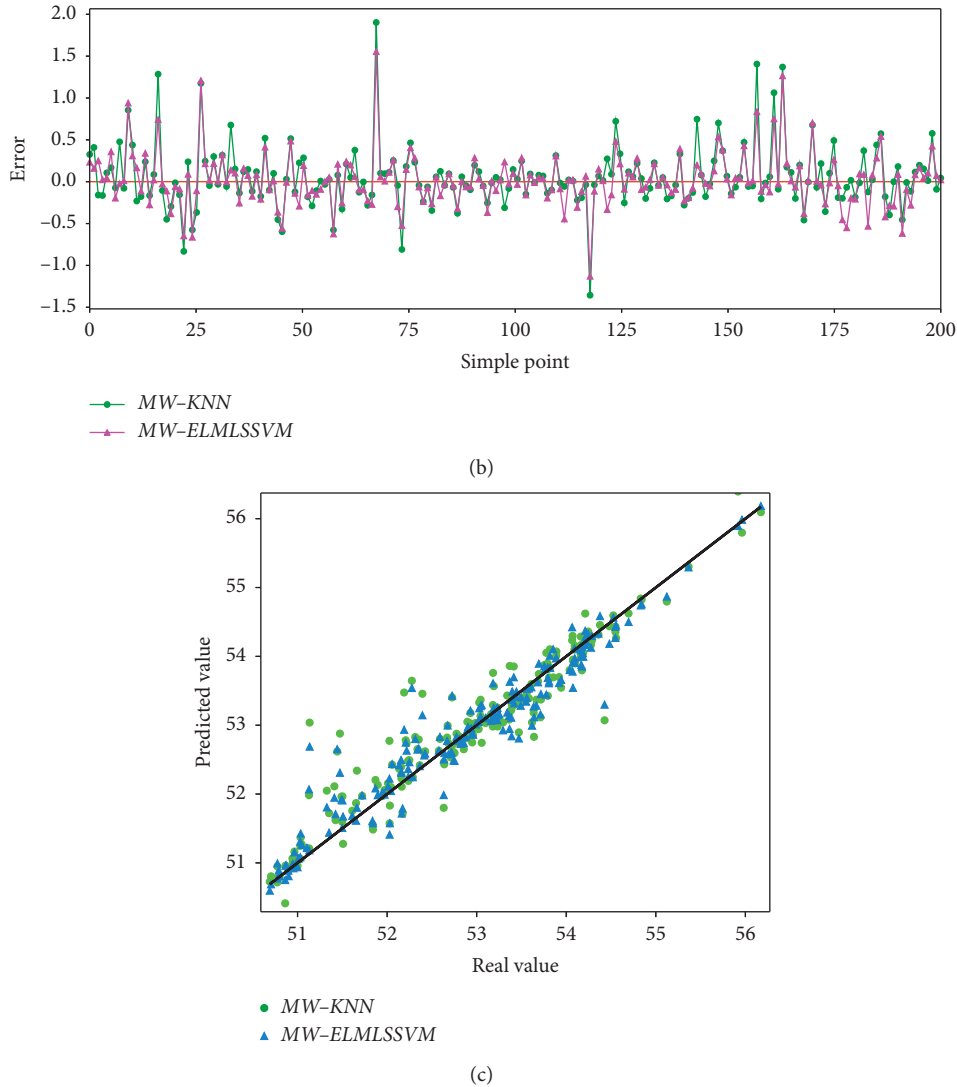 2.0
1.5
1.0
0.5
0.0
–0.5
–1.0
–1.5
Error
0 25 50 75 100 125 150 175 200
Simple point
MW–KNN
MW–ELMLSSVM
(b)
56
55
54
53
52
51
Predicted value
51 52 53 54 55 56
Real value
MW–KNN
MW–ELMLSSVM
(c)